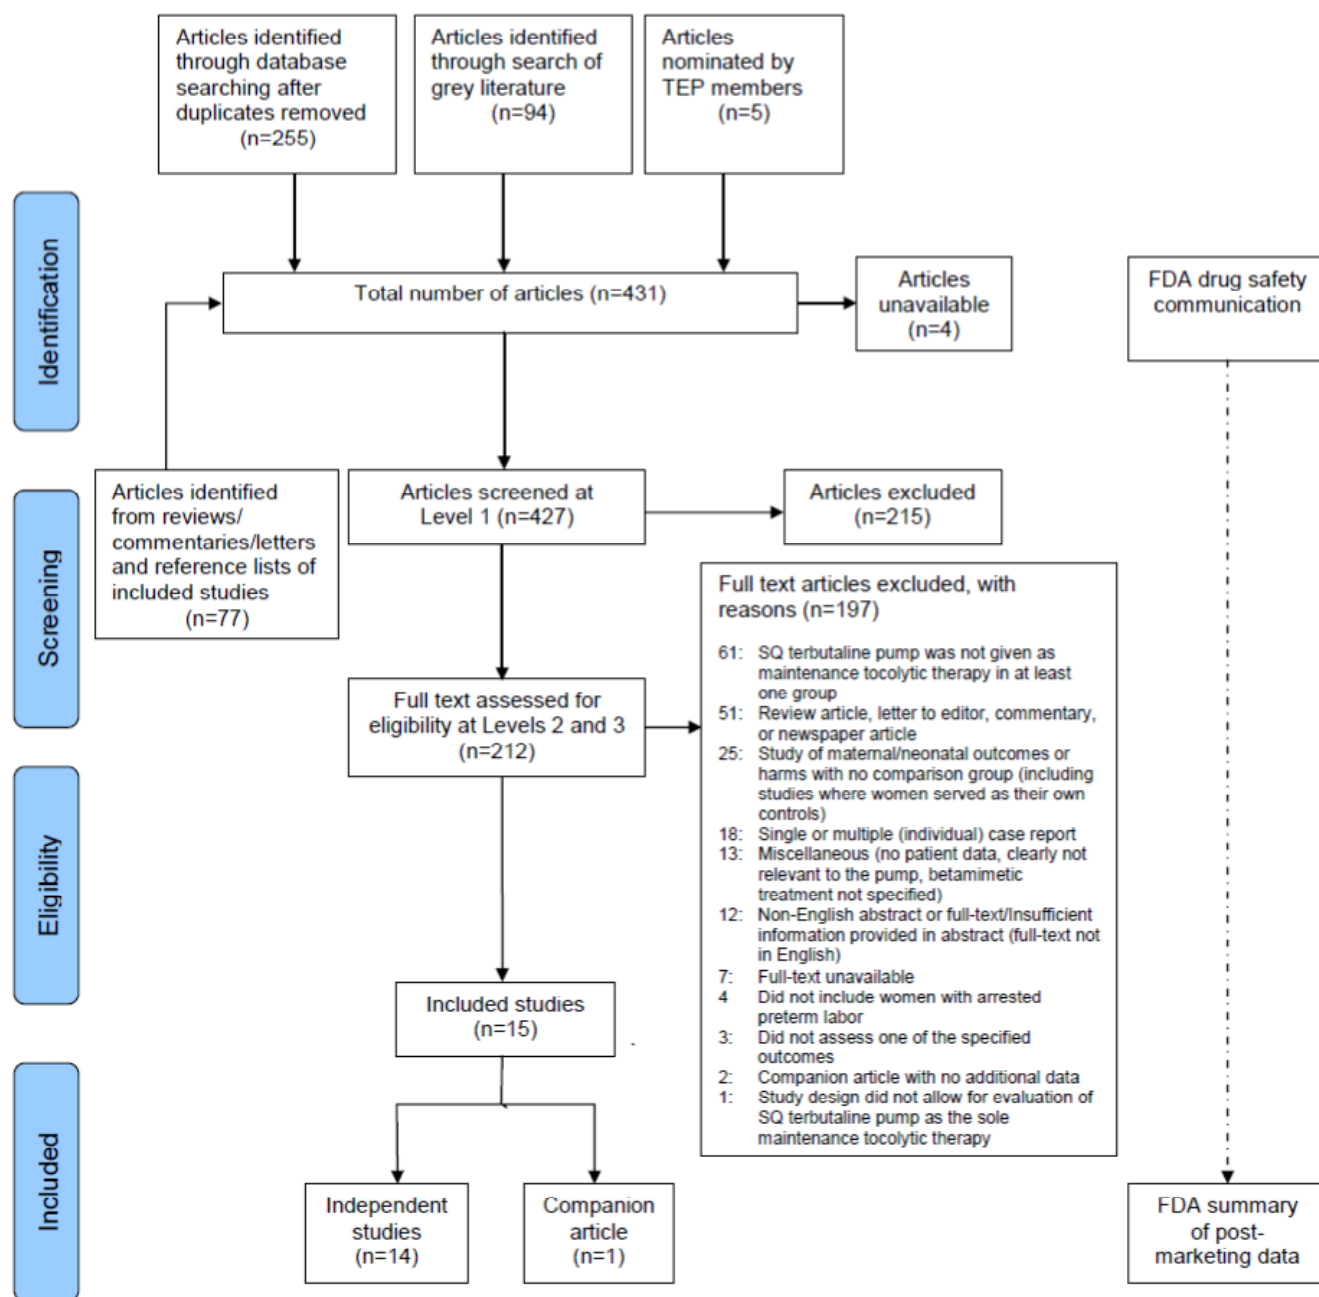 Articles identified
through database
searching after
duplicates removed
(n=255)
Articles identified
through search of
grey literature
(n=94)
Articles
nominated by
TEP members
(n=5)
Identification
Total number of articles (n=431)
Articles
unavailable
(n=4)
FDA drug safety
communication
Screening
Articles identified
from reviews/
commentaries/letters
and reference lists of
included studies
(n=77)
Articles screened at
Level 1 (n=427)
Articles excluded
(n=215)
Full text assessed for
eligibility at Levels 2 and 3
(n=212)
Full text articles excluded, with
reasons (n=197)
61: SQ terbutaline pump was not given as
maintenance tocolytic therapy in at least
one group
51: Review article, letter to editor, commentary,
or newspaper article
25: Study of maternal/neonatal outcomes or
harms with no comparison group (including
studies where women served as their own
controls)
18: Single or multiple (individual) case report
13: Miscellaneous (no patient data, clearly not
relevant to the pump, betamimetic
treatment not specified)
12: Non-English abstract or full-text/Insufficient
information provided in abstract (full-text not
in English)
7: Full-text unavailable
4 Did not include women with arrested
preterm labor
3: Did not assess one of the specified
outcomes
2: Companion article with no additional data
1: Study design did not allow for evaluation of
SQ terbutaline pump as the sole
maintenance tocolytic therapy
Eligibility
Included studies
(n=15)
Included
Independent
studies
(n=14)
Companion
article
(n=1)
FDA summary
of post-
marketing data